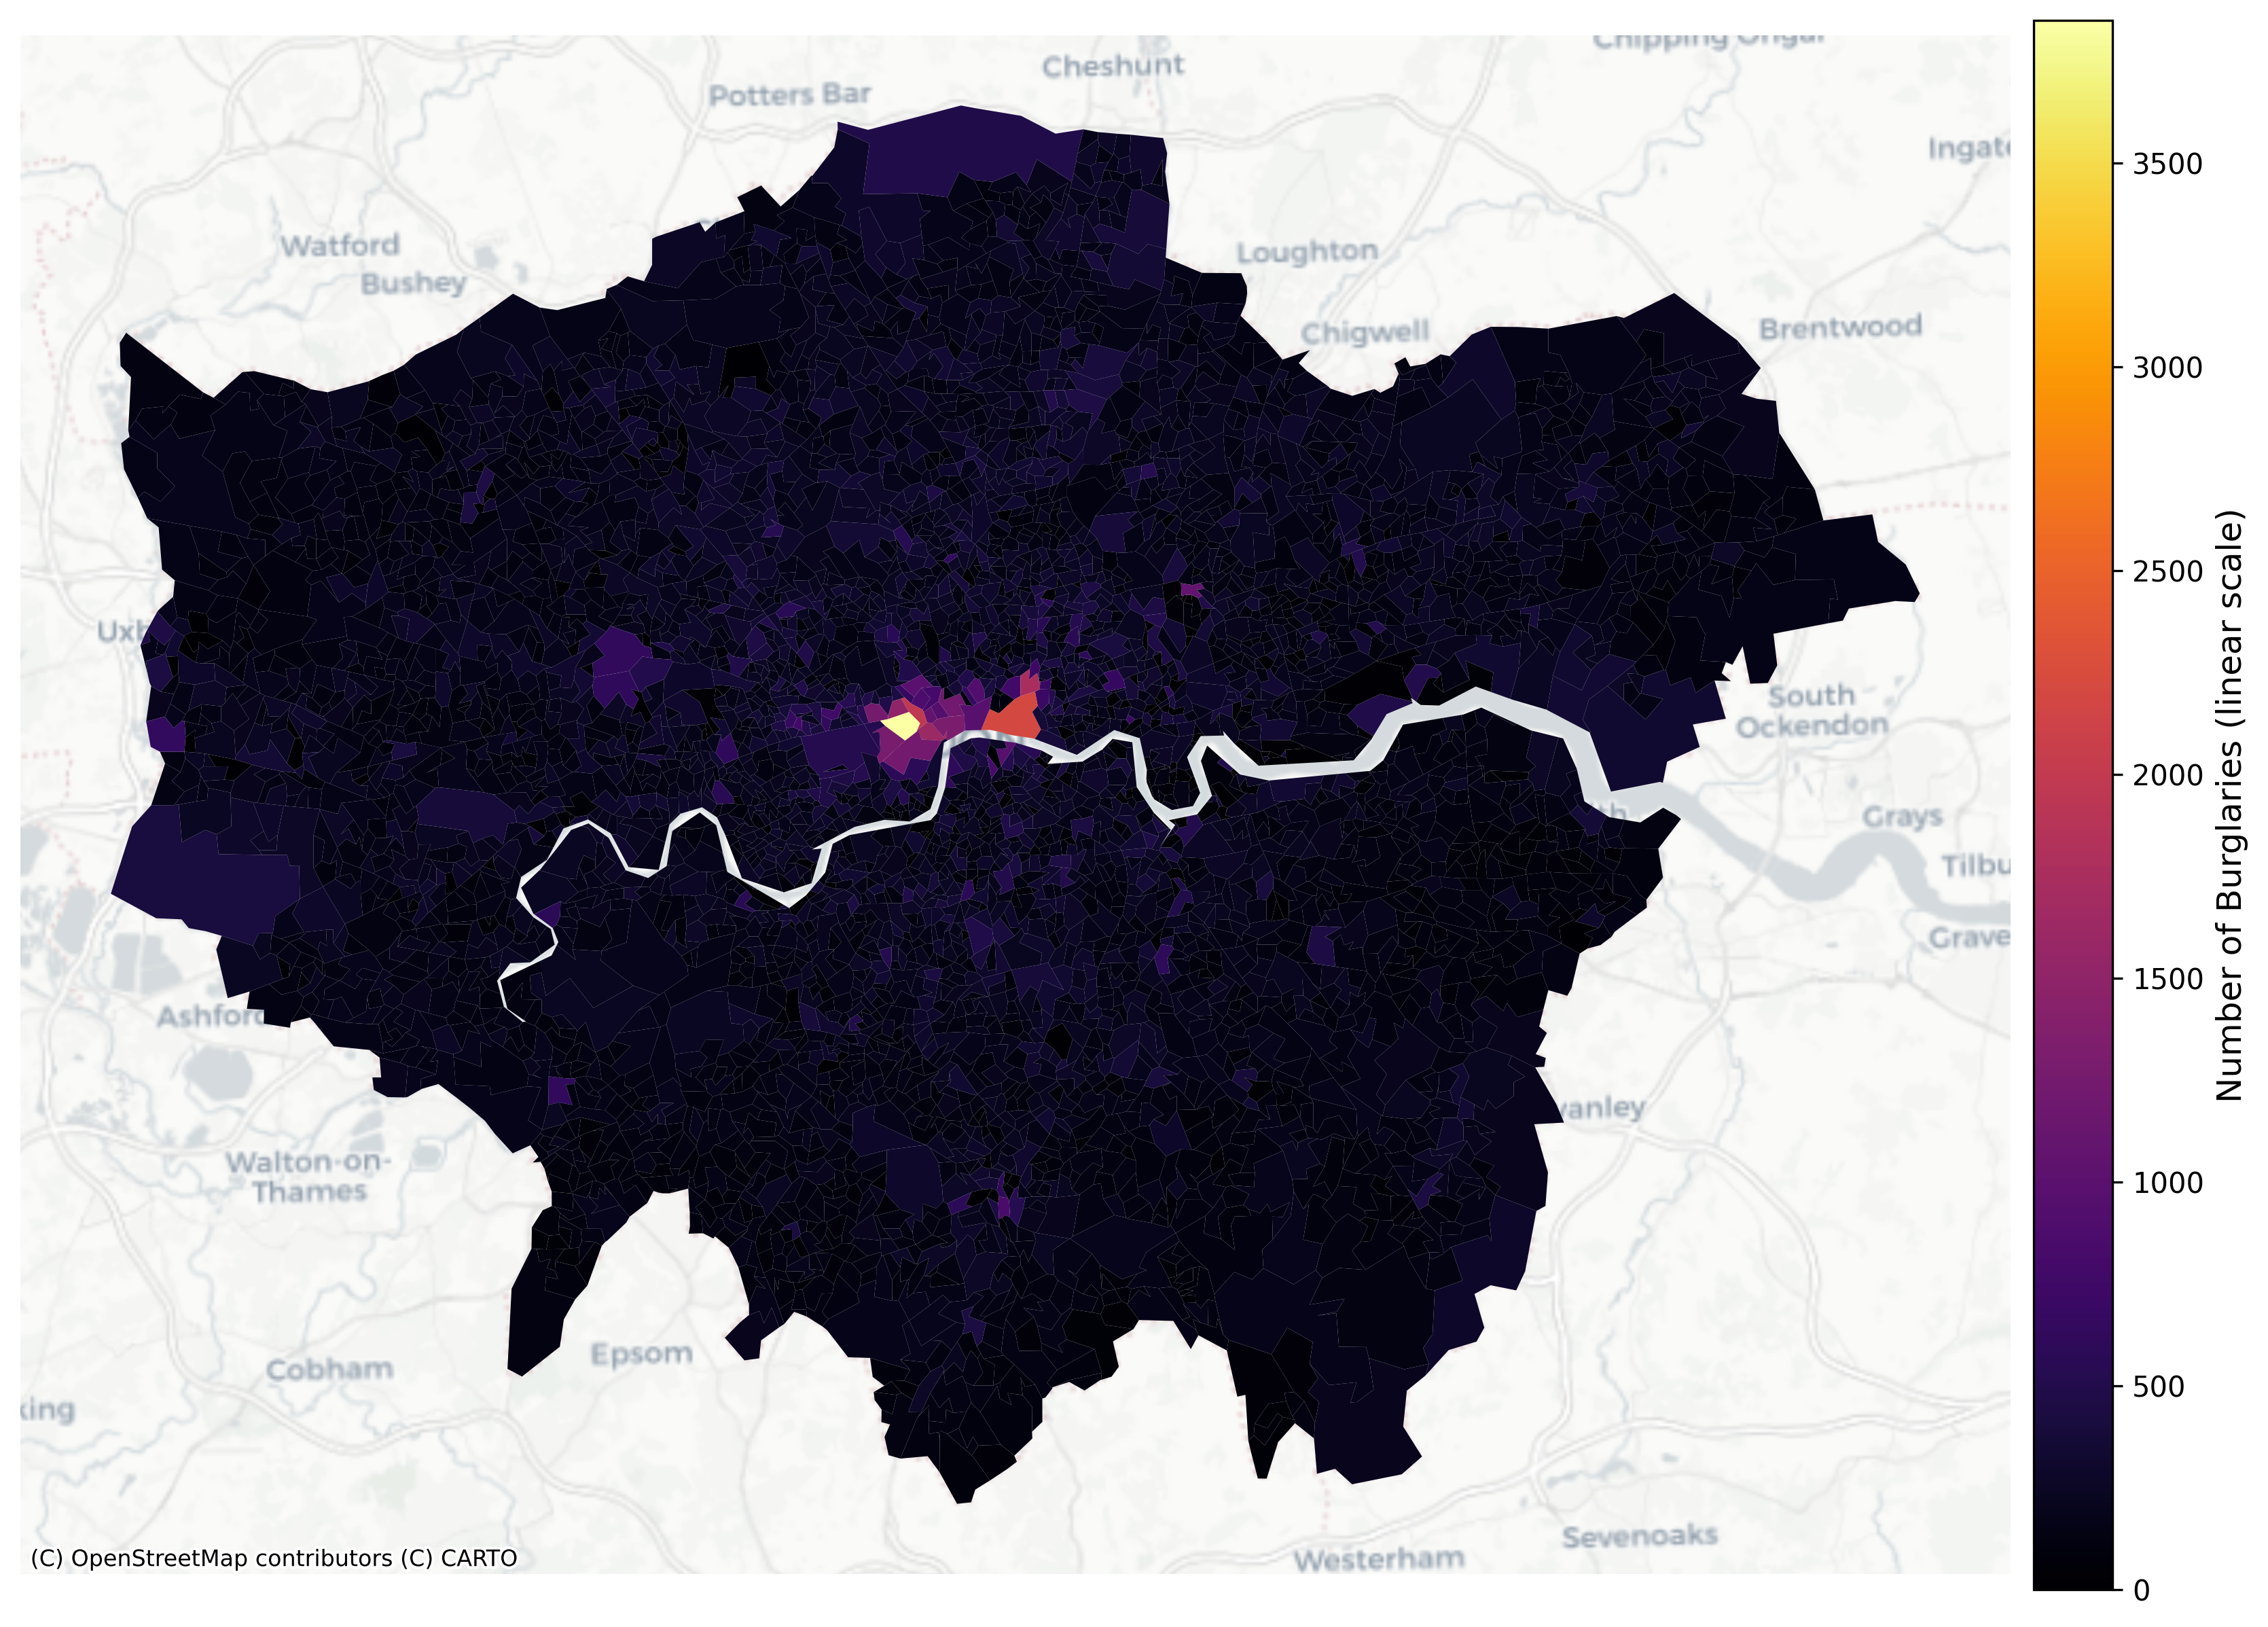 Chipping Ongar
Cheshunt
Potters Bar
Ingate
Watford
Loughton
Bushey
Chigwell
Brentwood
Uxb
South
Ockendon
Grays
th
Tilbu
Grave
Ashford
vanley
Walton-on-
Thames
Epsom
Cobham
king
Sevenoaks
Westerham
(C) OpenStreetMap contributors (C) CARTO
3500
3000
2500
2000
1500
1000
500
0
Number of Burglaries (linear scale)